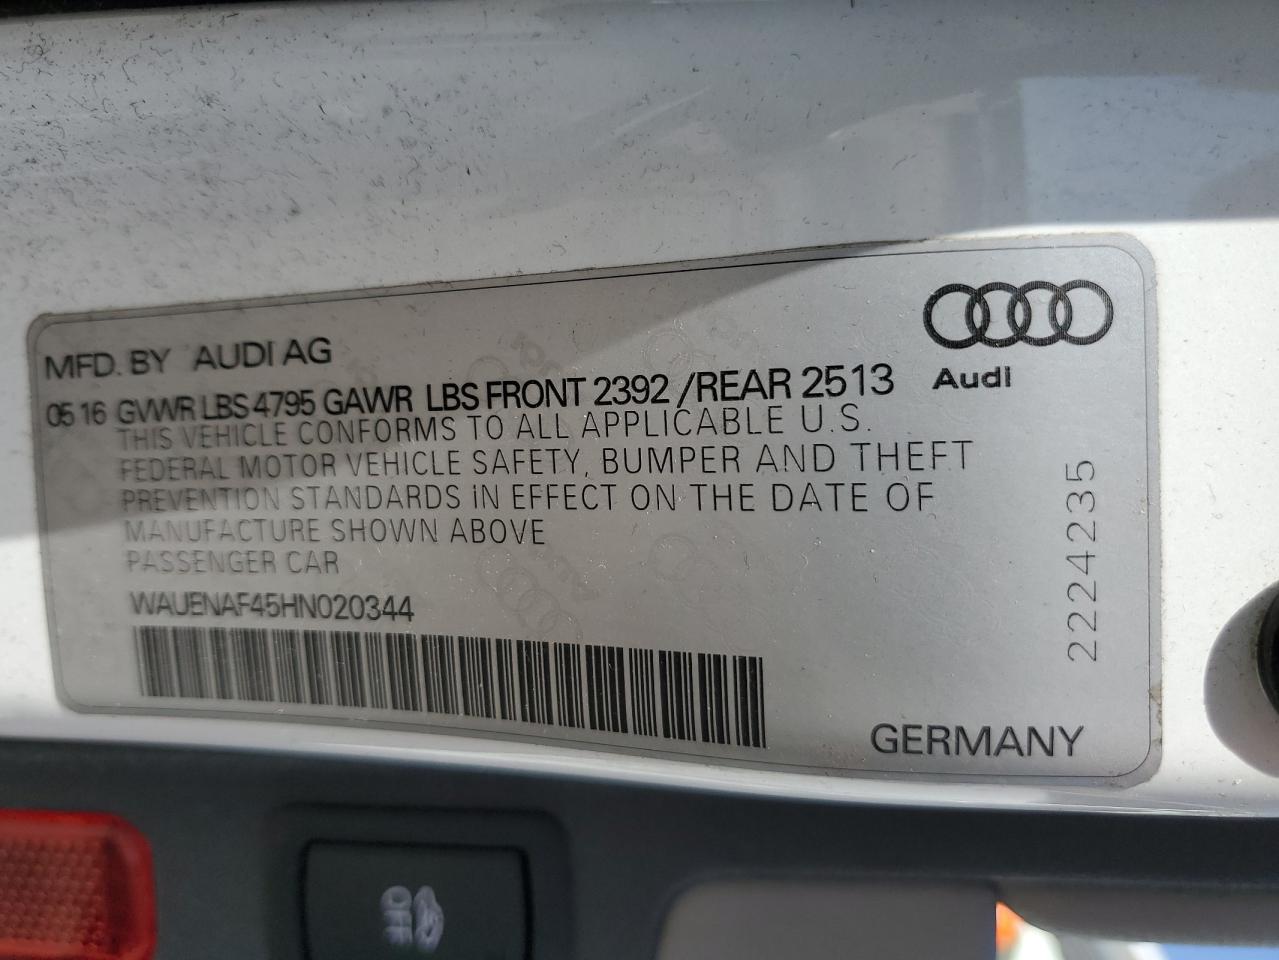 MFD. BY AUDI AG
05 16 GVWR LBS 4795 GAWR LBS FRONT 2392 /REAR 2513
THIS VEHICLE CONFORMS TO ALL APPLICABLE U.S.
FEDERAL MOTOR VEHICLE SAFETY, BUMPER AND THEFT
PREVENTION STANDARDS iN EFFECT ON THE DATE OF
MANUFACTURE SHOWN ABOVE
PASSENGER CAR
WAUENAF45HN020344
Audi
2224235
GERMANY
OFF